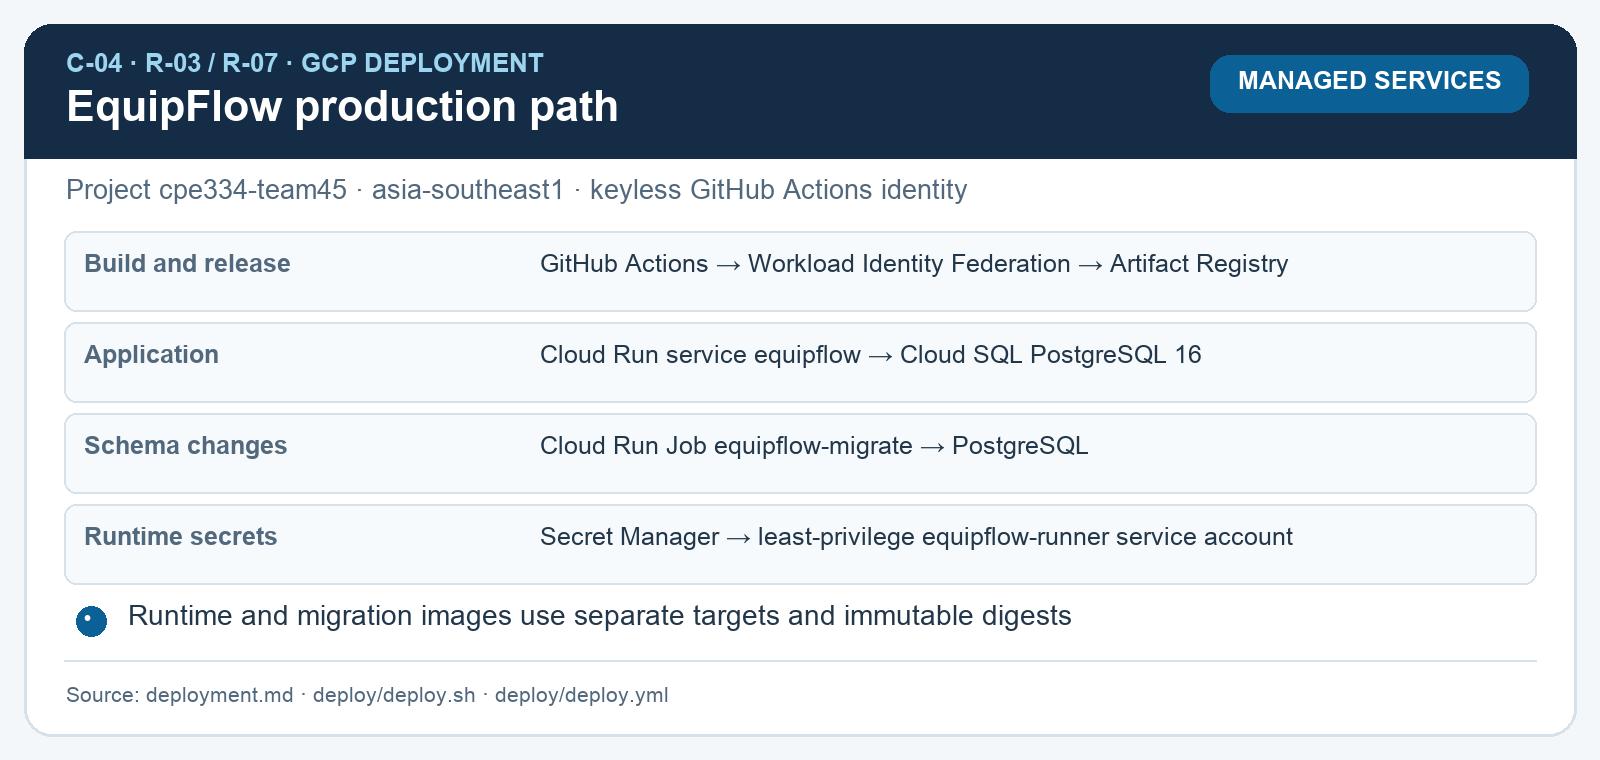 C-04 · R-03 / R-07 · GCP DEPLOYMENT
EquipFlow production path
MANAGED SERVICES
Project cpe334-team45 · asia-southeast1 · keyless GitHub Actions identity
Build and release GitHub Actions → Workload Identity Federation → Artifact Registry
Application Cloud Run service equipflow → Cloud SQL PostgreSQL 16
Schema changes Cloud Run Job equipflow-migrate → PostgreSQL
Runtime secrets Secret Manager → least-privilege equipflow-runner service account
Runtime and migration images use separate targets and immutable digests
Source: deployment.md · deploy/deploy.sh · deploy/deploy.yml